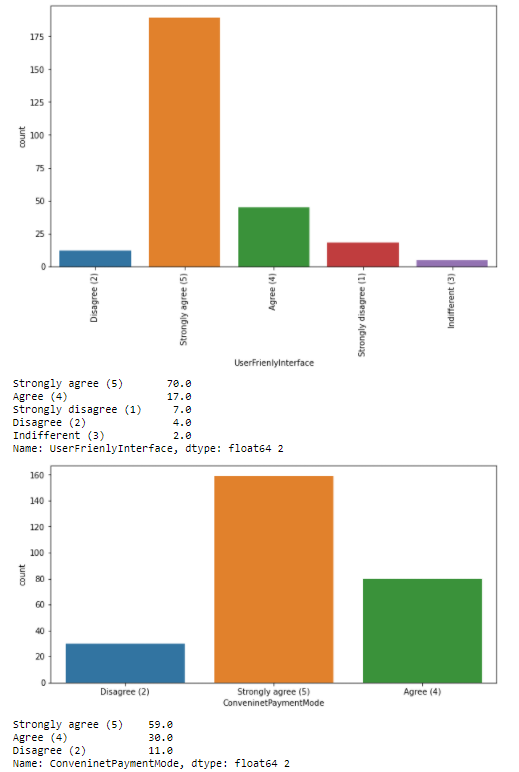 175
150
125
100
75
50
25
0
count
Disagree (2)
Strongly agree (5)
Agree (4)
Strongly disagree (1)
Indifferent (3)
UserFrienlyInterface
Strongly agree (5) 70.0
Agree (4) 17.0
Strongly disagree (1) 7.0
Disagree (2) 4.0
Indifferent (3) 2.0
Name: UserFrienlyInterface, dtype: float64 2
160
140
120
100
80
60
40
20
0
count
Disagree (2) Strongly agree (5) Agree (4)
ConveninetPaymentMode
Strongly agree (5) 59.0
Agree (4) 30.0
Disagree (2) 11.0
Name: ConveninetPaymentMode, dtype: float64 2